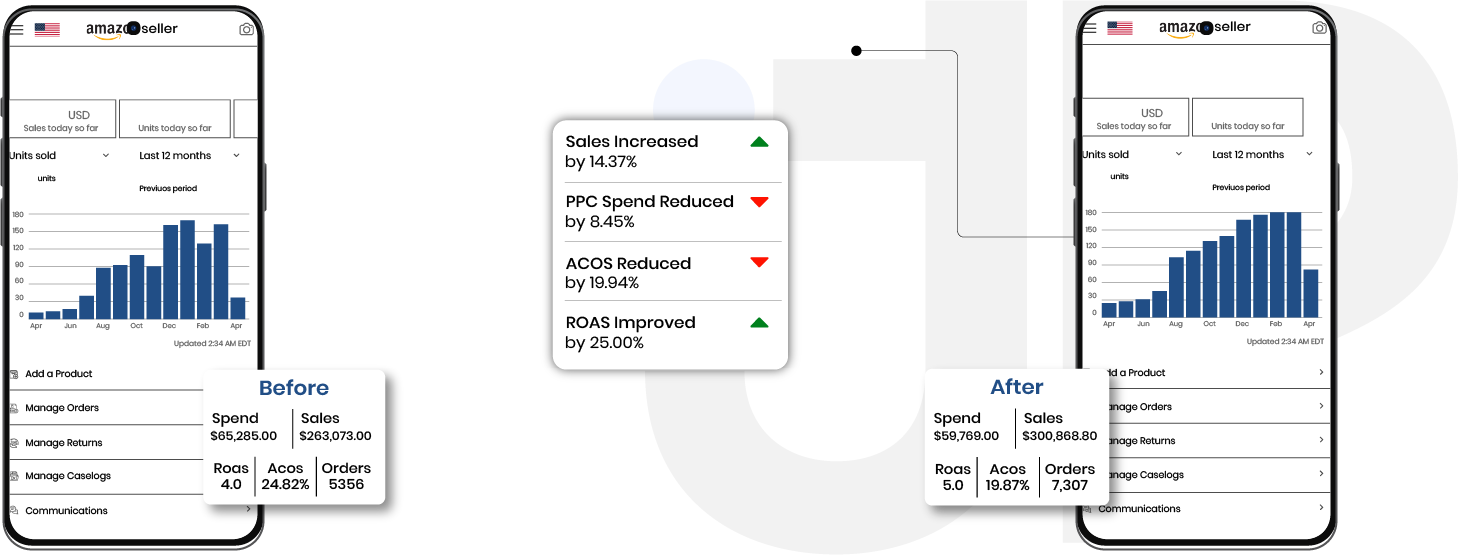 amazon seller
USD
Sales today so far
Units today so far
Units sold
Last 12 months
units
Previuos period
180
150
120
90
60
30
0
Apr Jun Aug Oct Dec Feb Apr
Updated 2:34 AM EDT
Add a Product
Manage Orders
Manage Returns
Manage Caselogs
Communications
Before
Spend Sales
$65,285.00 $263,073.00
Roas Acos Orders
4.0 24.82% 5356
Sales Increased
by 14.37%
PPC Spend Reduced
by 8.45%
ACOS Reduced
by 19.94%
ROAS Improved
by 25.00%
amazon seller
USD
Sales today so far
Units today so far
Units sold
Last 12 months
units
Previuos period
180
150
120
90
60
30
0
Apr Jun Aug Oct Dec Feb Apr
Updated 2:34 AM EDT
dd a Product
anage Orders
anage Returns
anage Caselogs
Communications
After
Spend Sales
$59,769.00 $300,868.80
Roas Acos Orders
5.0 19.87% 7,307